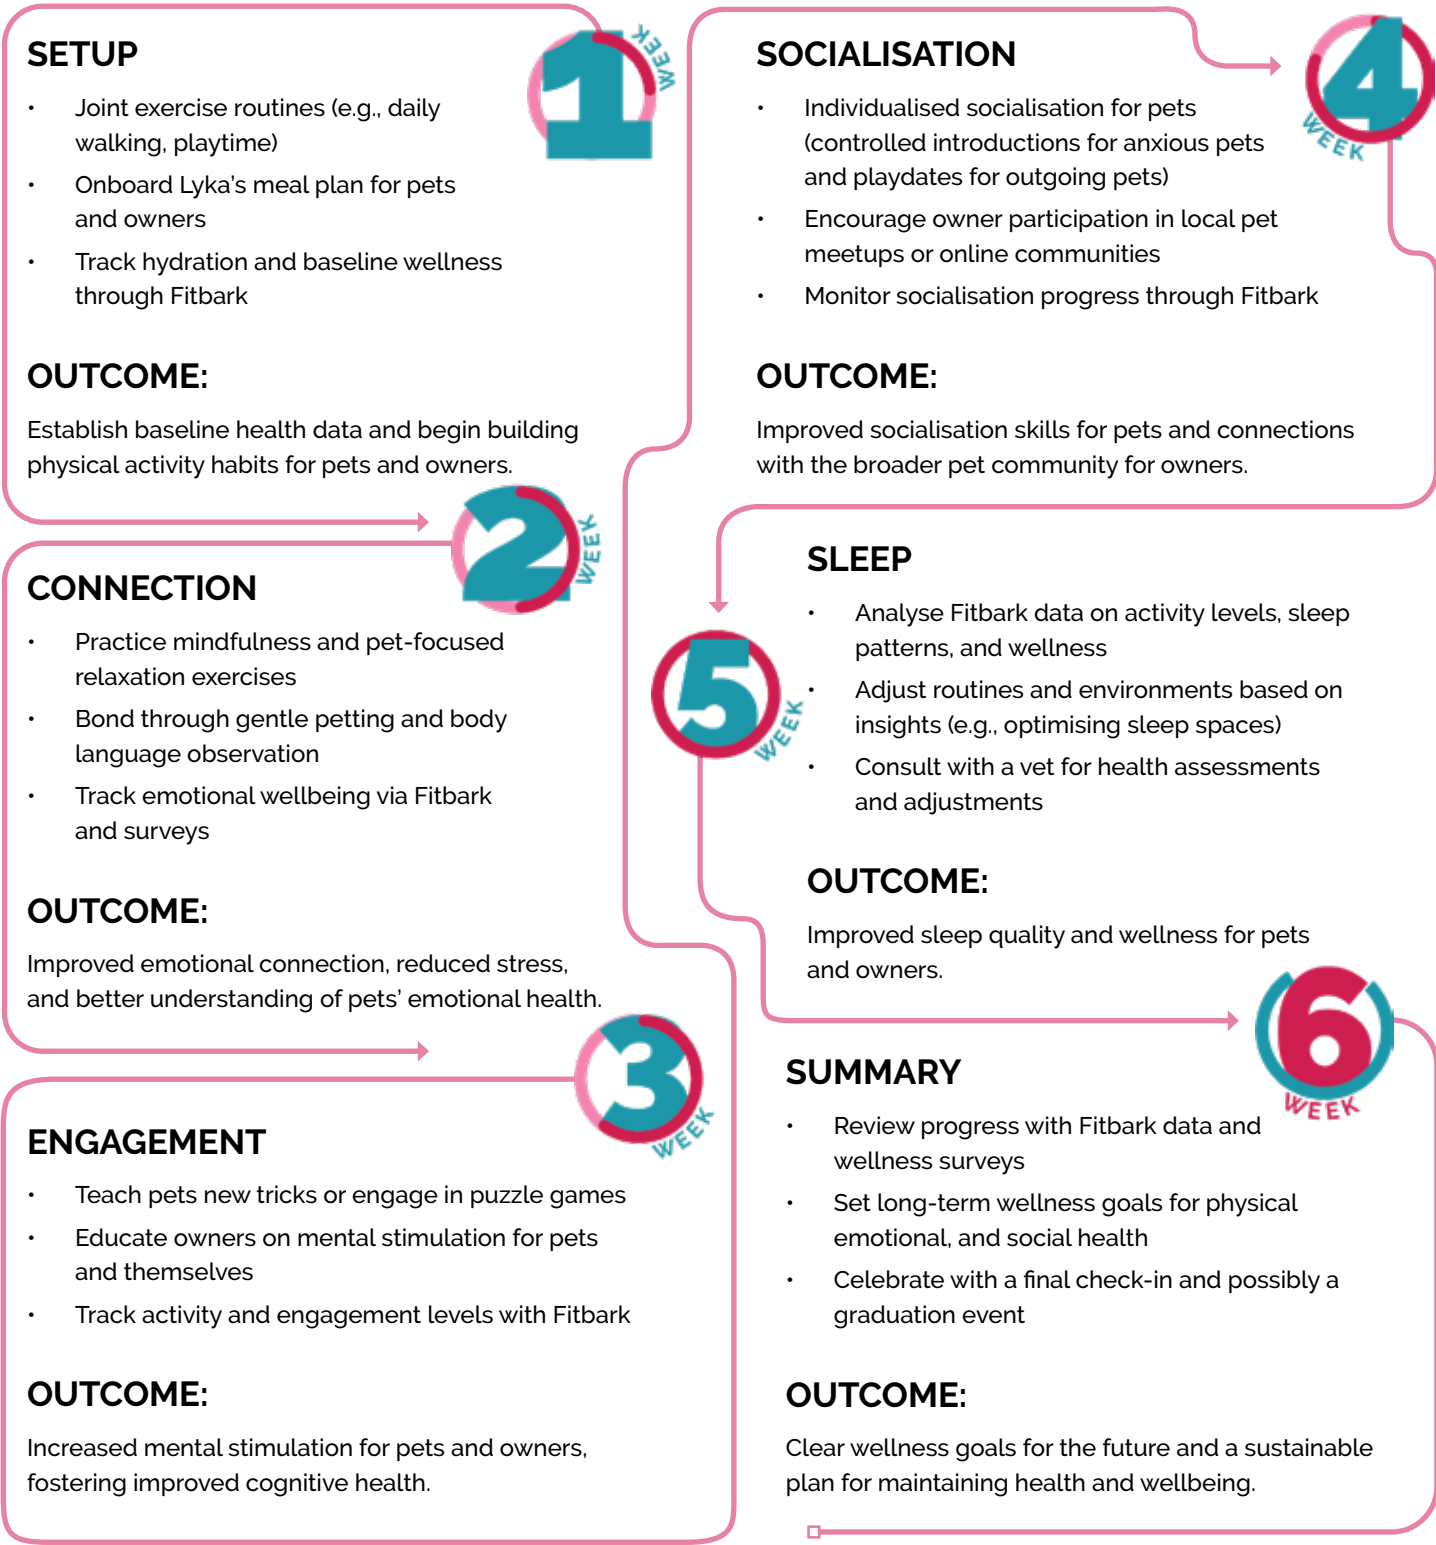 SETUP
1
WEEK
• Joint exercise routines (e.g., daily
walking, playtime)
• Onboard Lyka's meal plan for pets
and owners
• Track hydration and baseline wellness
through Fitbark
OUTCOME:
Establish baseline health data and begin building
physical activity habits for pets and owners.
2
WEEK
CONNECTION
• Practice mindfulness and pet-focused
relaxation exercises
• Bond through gentle petting and body
language observation
• Track emotional wellbeing via Fitbark
and surveys
OUTCOME:
Improved emotional connection, reduced stress,
and better understanding of pets' emotional health.
3
WEEK
ENGAGEMENT
• Teach pets new tricks or engage in puzzle games
• Educate owners on mental stimulation for pets
and themselves
• Track activity and engagement levels with Fitbark
OUTCOME:
Increased mental stimulation for pets and owners,
fostering improved cognitive health.
SOCIALISATION
4
WEEK
• Individualised socialisation for pets
(controlled introductions for anxious pets
and playdates for outgoing pets)
• Encourage owner participation in local pet
meetups or online communities
• Monitor socialisation progress through Fitbark
OUTCOME:
Improved socialisation skills for pets and connections
with the broader pet community for owners.
5
WEEK
SLEEP
• Analyse Fitbark data on activity levels, sleep
patterns, and wellness
• Adjust routines and environments based on
insights (e.g., optimising sleep spaces)
• Consult with a vet for health assessments
and adjustments
OUTCOME:
Improved sleep quality and wellness for pets
and owners.
6
WEEK
SUMMARY
• Review progress with Fitbark data and
wellness surveys
• Set long-term wellness goals for physical
emotional, and social health
• Celebrate with a final check-in and possibly a
graduation event
OUTCOME:
Clear wellness goals for the future and a sustainable
plan for maintaining health and wellbeing.